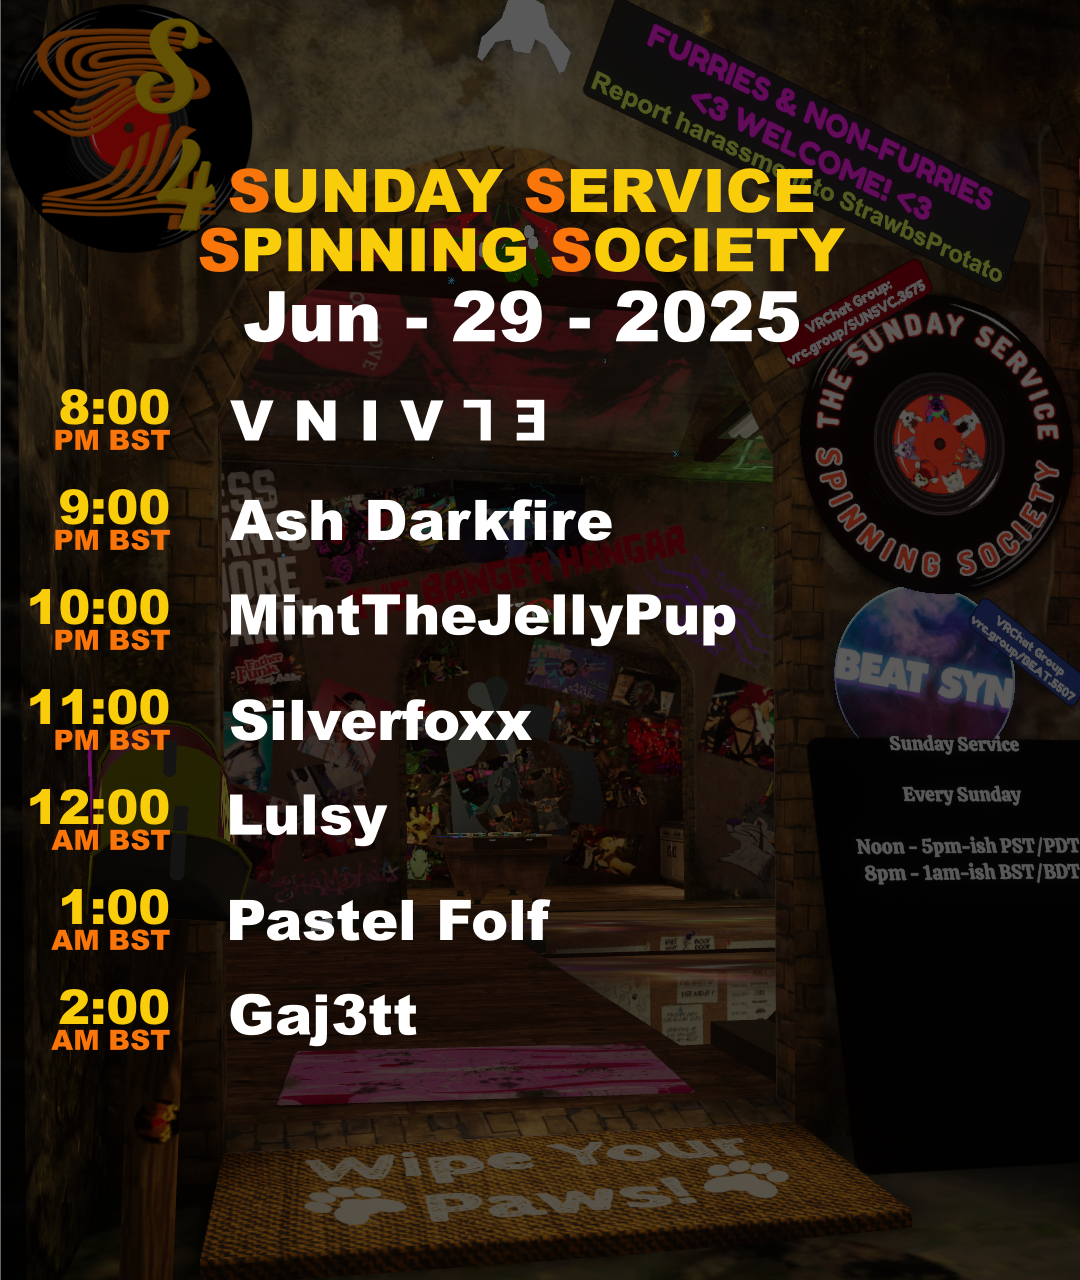 S
S
4
FURRIES & NON-FURRIES
<3 WELCOME! <3
Report harassment to StrawbsProtato
SUNDAY SERVICE
SPINNING SOCIETY
Jun - 29 - 2025
VRChat Group:
vrc.group/SUNSVC.3675
THE SUNDAY SERVICE
SPINNING SOCIETY
8:00
PM BST
V N I V ꓶ Ǝ
9:00
PM BST
Ash Darkfire
THE BANGER HANGAR
10:00
PM BST
MintTheJellyPup
VRChat Group
vrc.group/BEAT.5507
BEAT SYN
11:00
PM BST
Silverfoxx
Sunday Service
Every Sunday
Noon - 5pm-ish PST/PDT
8pm - 1am-ish BST/BDT
12:00
AM BST
Lulsy
1:00
AM BST
Pastel Folf
2:00
AM BST
Gaj3tt
Wipe Your
Paws!